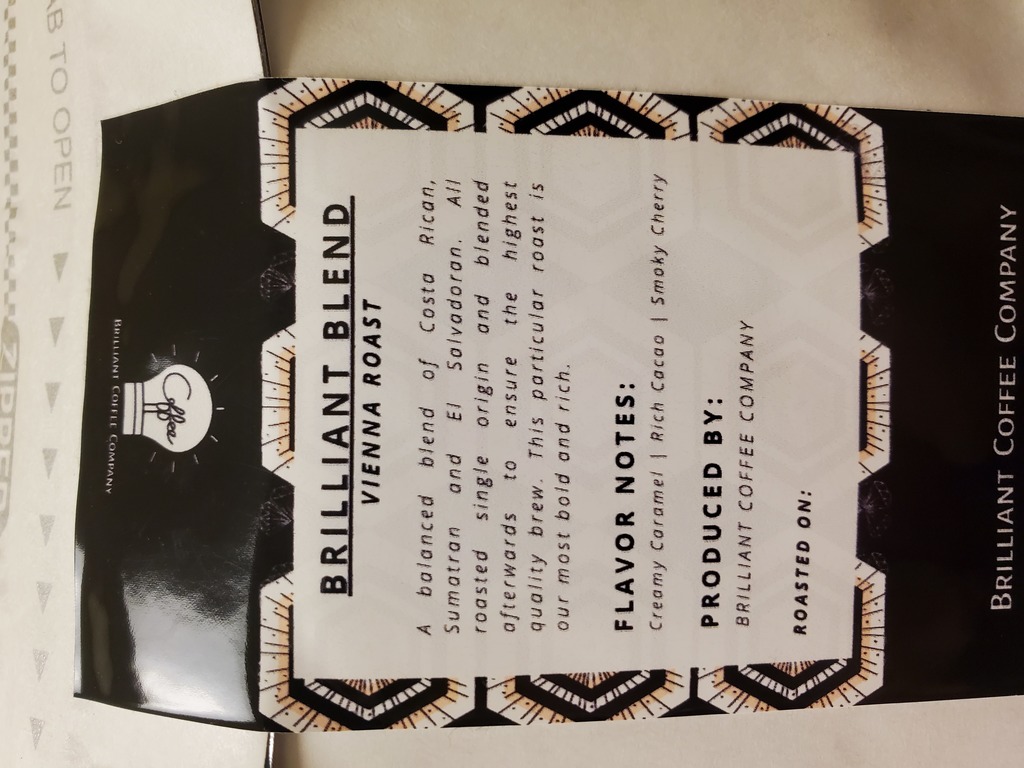 AB TO OPEN
ZIPPER
BRILLIANT COFFEE COMPANY
Coffee
BRILLIANT BLEND
VIENNA ROAST
A balanced blend of Costa Rican,
Sumatran and El Salvadoran. All
roasted single origin and blended
afterwards to ensure the highest
quality brew. This particular roast is
our most bold and rich.
FLAVOR NOTES:
Creamy Caramel | Rich Cacao | Smoky Cherry
PRODUCED BY:
BRILLIANT COFFEE COMPANY
ROASTED ON:
BRILLIANT COFFEE COMPANY